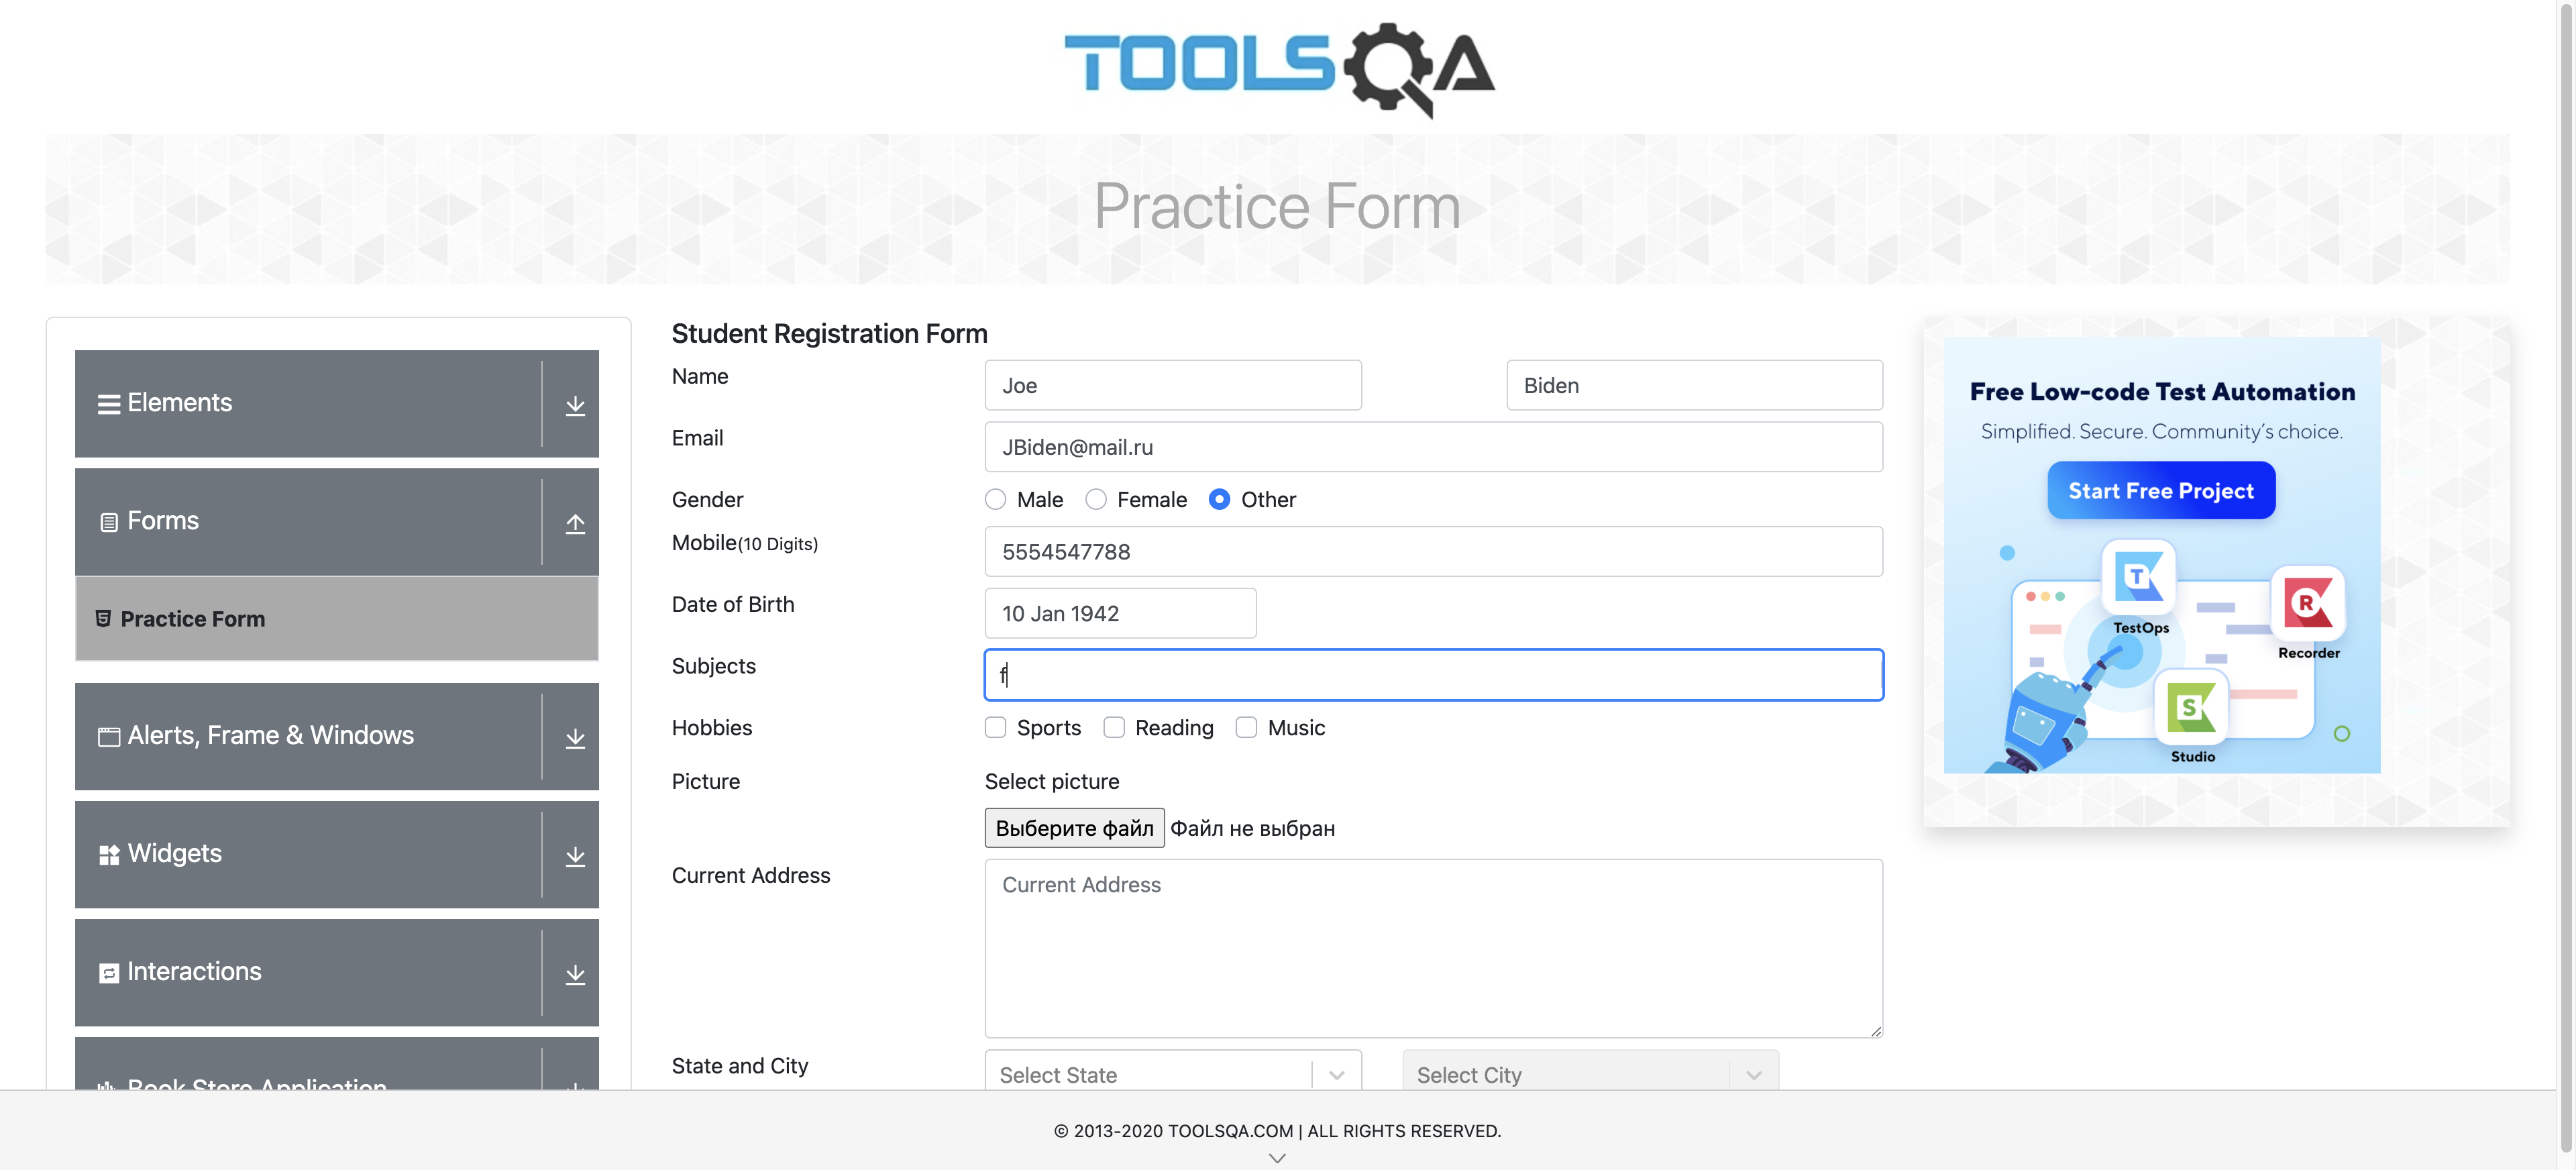 TOOLSQA
Practice Form
Elements
Forms
Practice Form
Alerts, Frame & Windows
Widgets
Interactions
Book Store Application
Student Registration Form
Name
Joe
Biden
Email
JBiden@mail.ru
Gender
Male
Female
Other
Mobile(10 Digits)
5554547788
Date of Birth
10 Jan 1942
Subjects
f
Hobbies
Sports
Reading
Music
Picture
Select picture
Выберите файл Файл не выбран
Current Address
Current Address
State and City
Select State
Select City
Free Low-code Test Automation
Simplified. Secure. Community's choice.
Start Free Project
T
TestOps
R
Recorder
S
Studio
© 2013-2020 TOOLSQA.COM | ALL RIGHTS RESERVED.